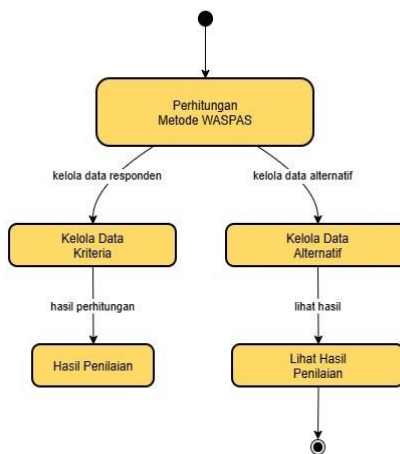 Perhitungan
Metode WASPAS
kelola data responden
kelola data alternatif
Kelola Data
Kriteria
Kelola Data
Alternatif
hasil perhitungan
lihat hasil
Hasil Penilaian
Lihat Hasil
Penilaian